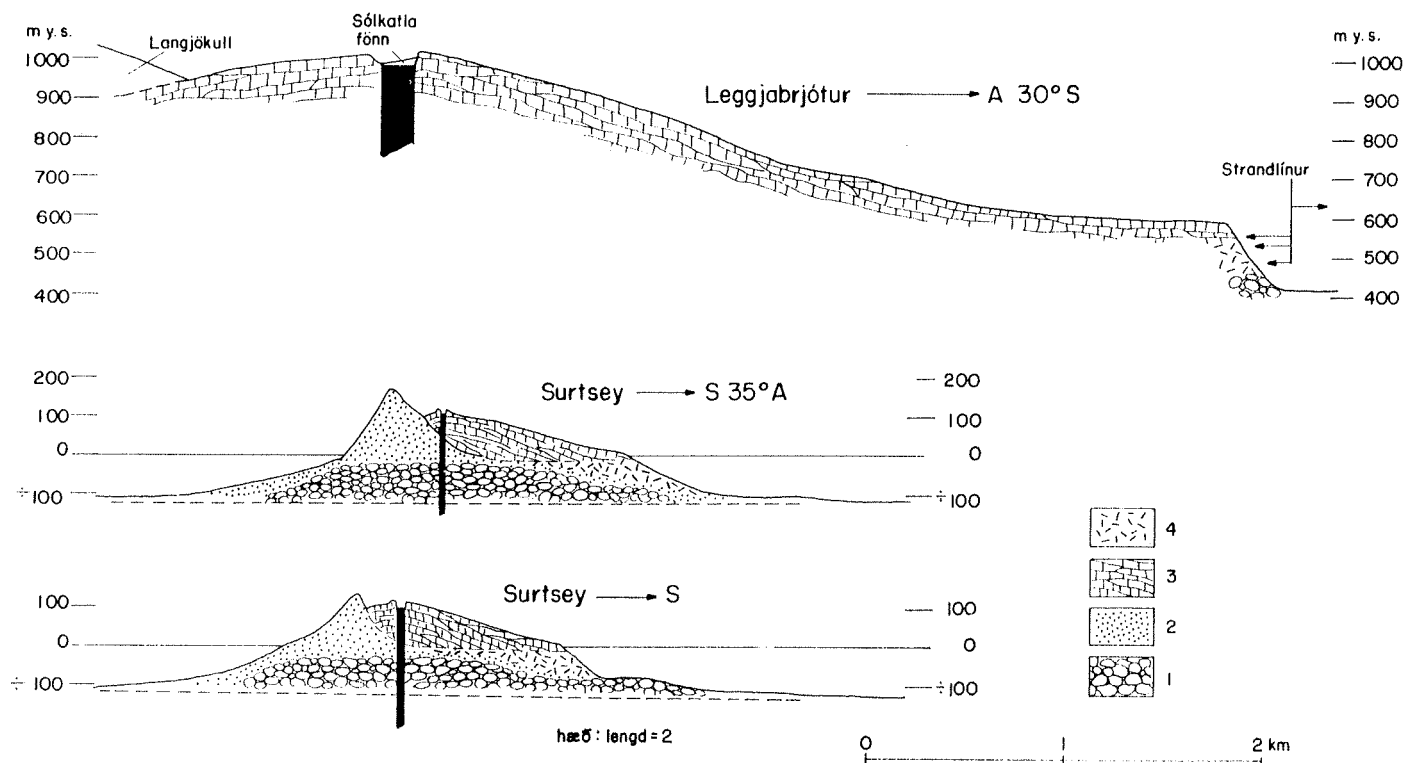 m y. s.
Langjökull
Sólkatla
fönn
m y. s.
1000
900
800
700
600
500
400
Leggjabrjótur → A 30° S
1000
900
800
700
600
500
400
Strandlínur
200
100
0
÷100
Surtsey → S 35° A
200
100
0
÷100
100
0
÷100
Surtsey → S
100
0
÷100
4
3
2
1
hæð : lengd = 2
0 1 2 km